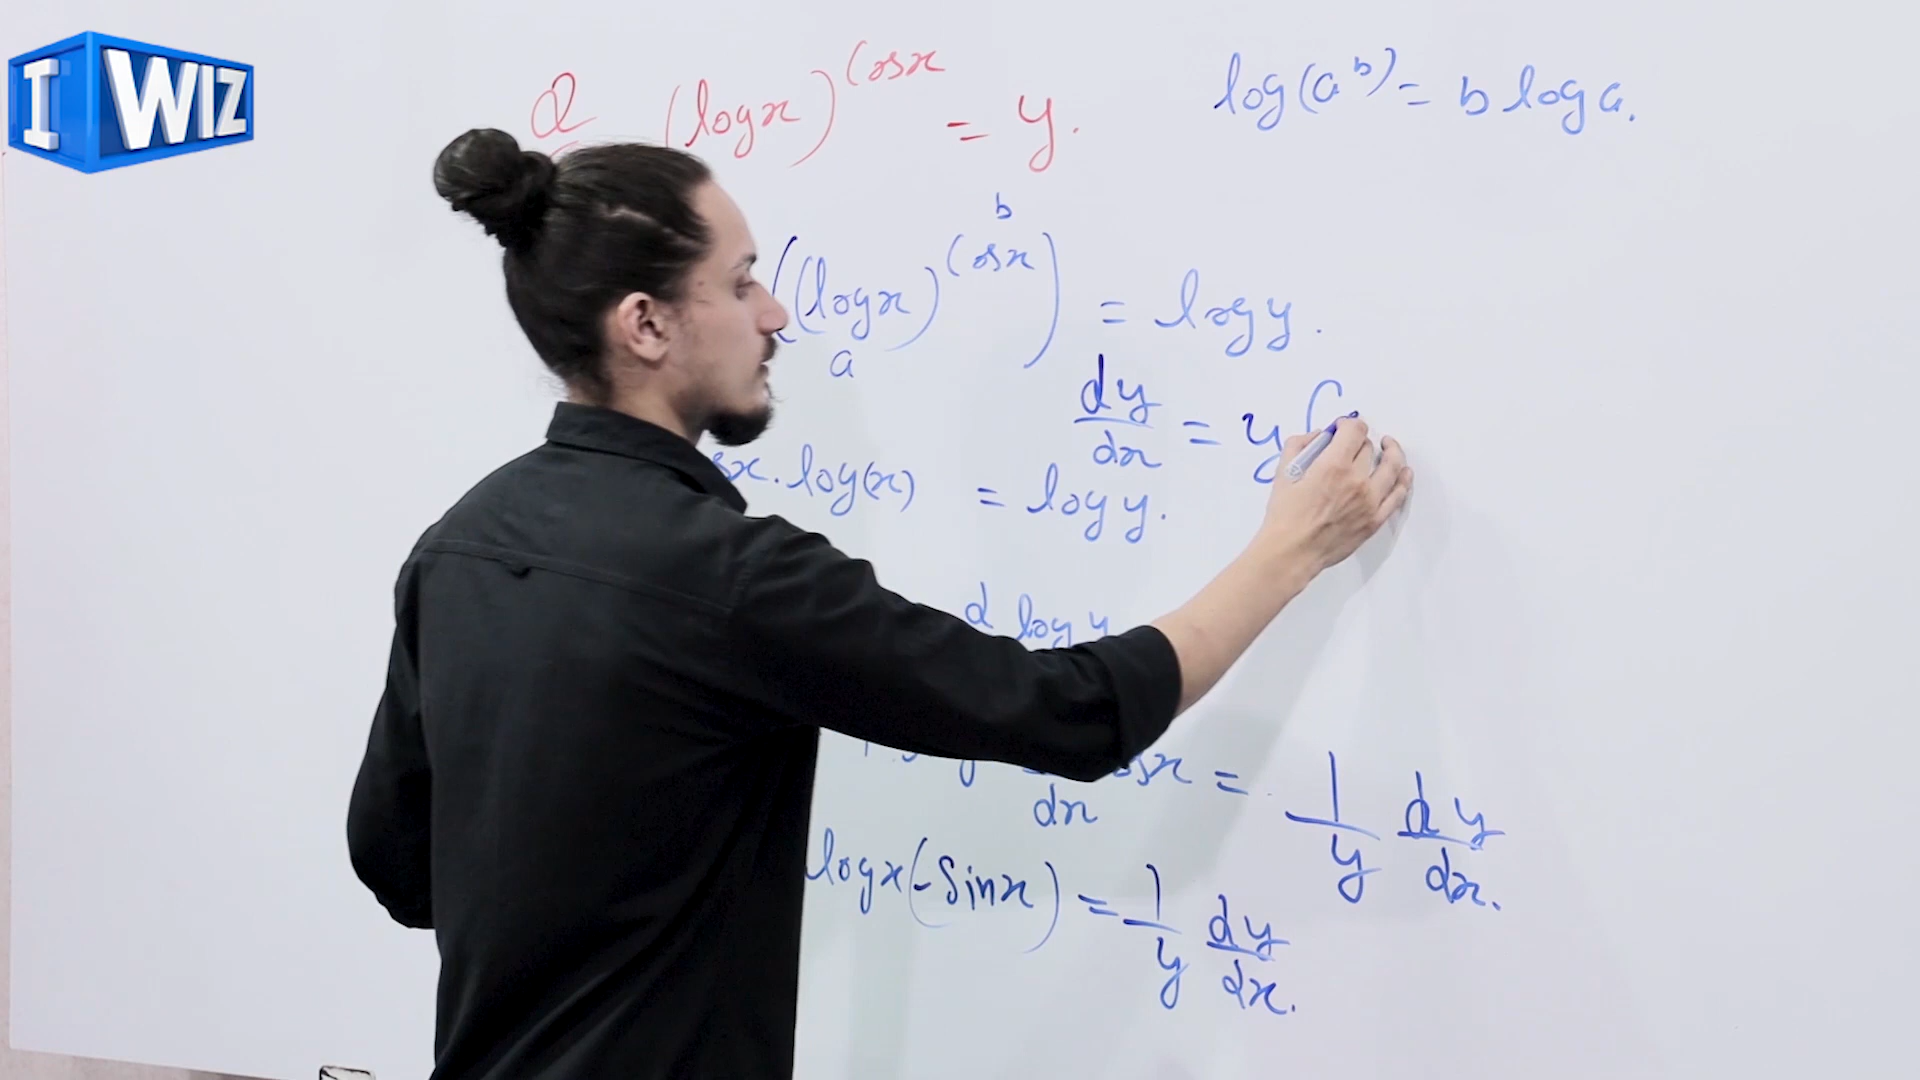 I WIZ
Q (logx)^cosx = y.
log(a^b) = b log a.
b
((logx)^cosx) = log y.
a
dy/dx = y(
sx. log(x) = log y.
d log y
dx cosx = 1/y dy/dx.
logx(-Sinx) = 1/y dy/dx.